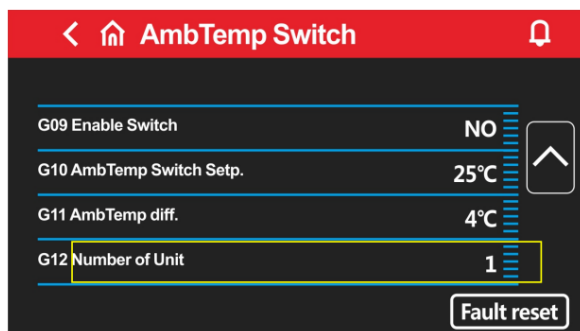 AmbTemp Switch
G09 Enable Switch NO
G10 AmbTemp Switch Setp. 25℃
G11 AmbTemp diff. 4℃
G12 Number of Unit 1
Fault reset